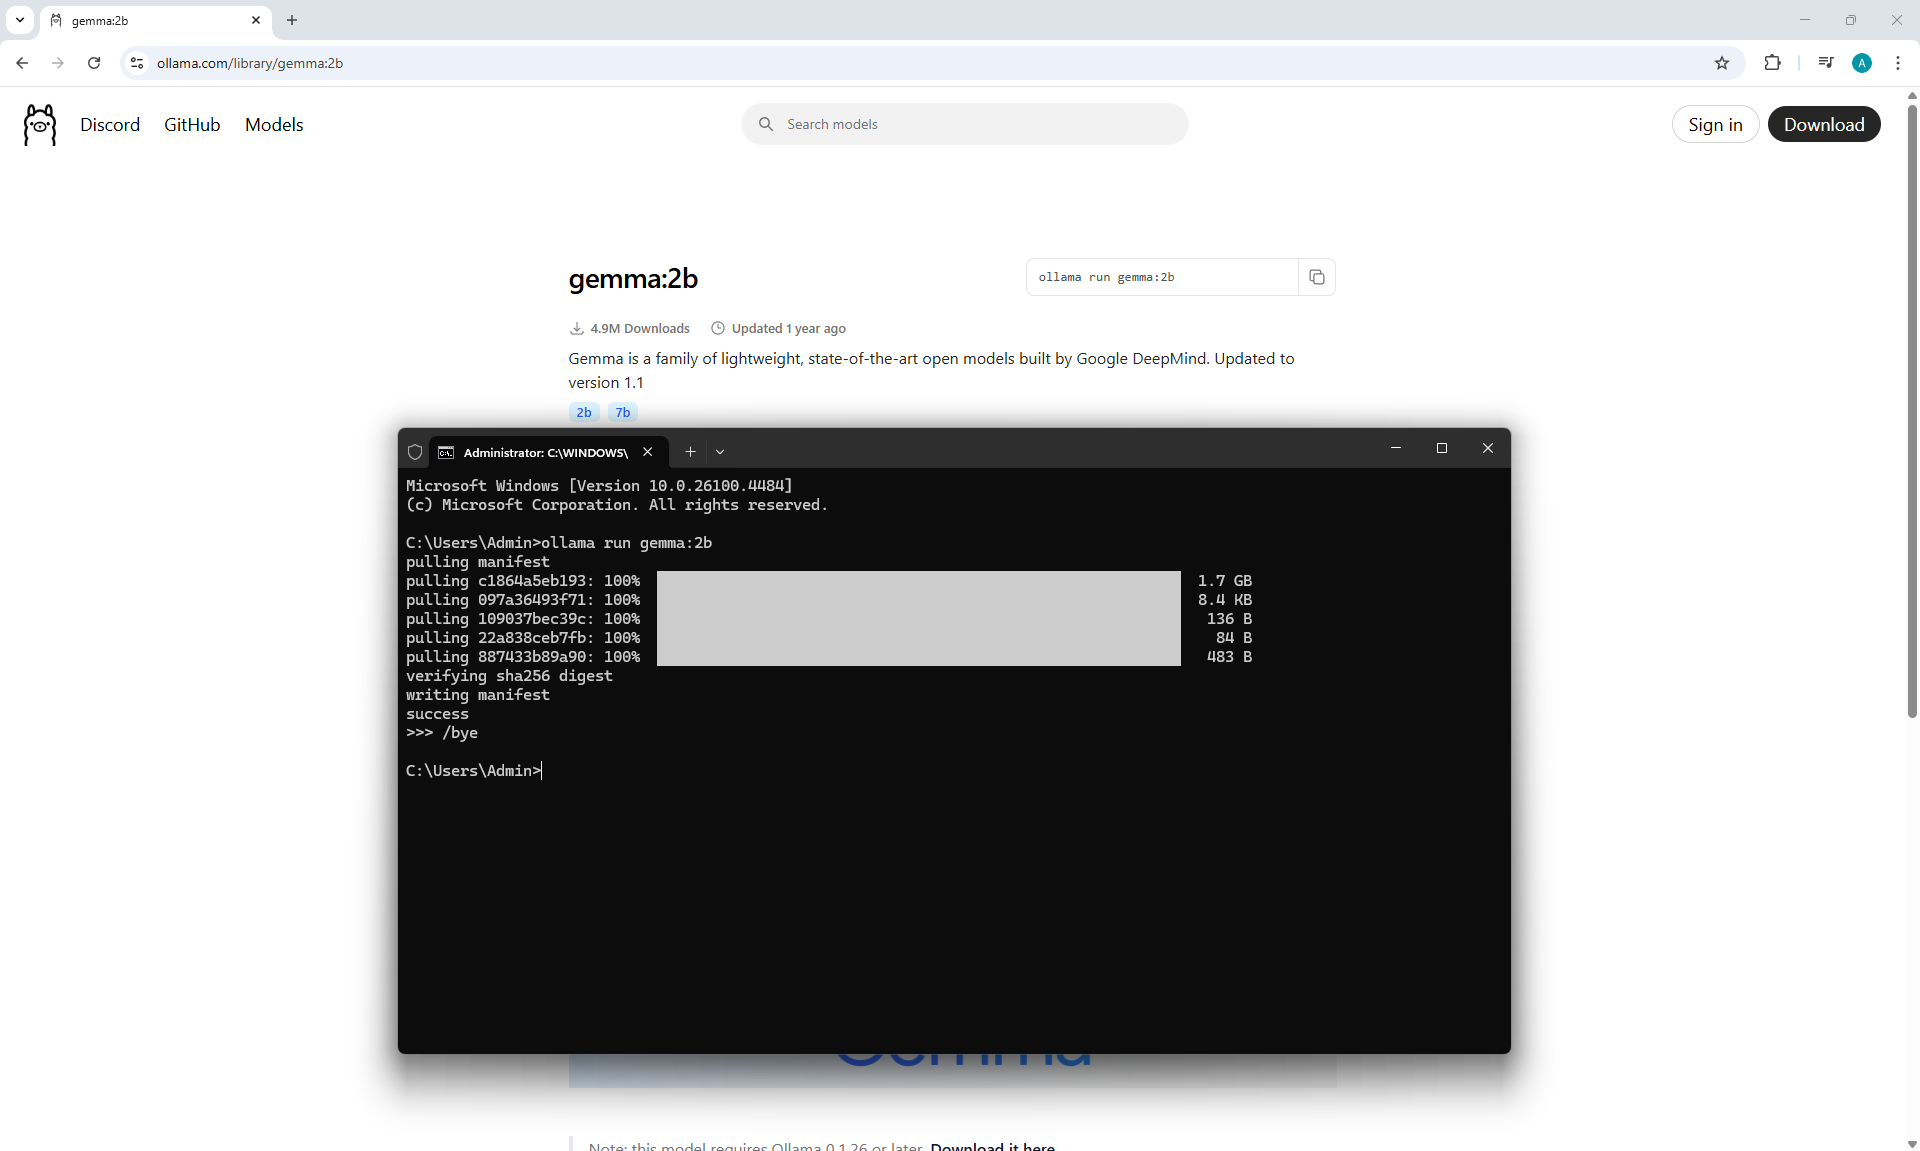 gemma:2b
ollama.com/library/gemma:2b
A
Discord
GitHub
Models
Search models
Sign in
Download
gemma:2b
ollama run gemma:2b
4.9M Downloads
Updated 1 year ago
Gemma is a family of lightweight, state-of-the-art open models built by Google DeepMind. Updated to
version 1.1
2b
7b
Administrator: C:\WINDOWS\
Microsoft Windows [Version 10.0.26100.4484]
(c) Microsoft Corporation. All rights reserved.
C:\Users\Admin>ollama run gemma:2b
pulling manifest
pulling c1864a5eb193: 100% 1.7 GB
pulling 097a36493f71: 100% 8.4 KB
pulling 109037bec39c: 100% 136 B
pulling 22a838ceb7fb: 100% 84 B
pulling 887433b89a90: 100% 483 B
verifying sha256 digest
writing manifest
success
>>> /bye
C:\Users\Admin>
Note: this model requires Ollama 0.1.26 or later. Download it here